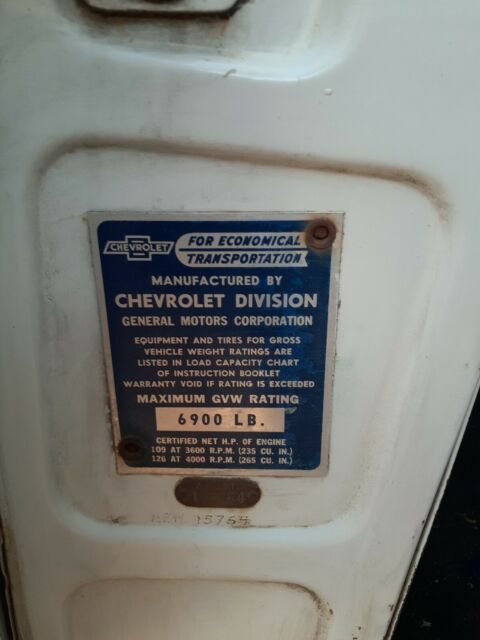 CHEVROLET
FOR ECONOMICAL
TRANSPORTATION
MANUFACTURED BY
CHEVROLET DIVISION
GENERAL MOTORS CORPORATION
EQUIPMENT AND TIRES FOR GROSS
VEHICLE WEIGHT RATINGS ARE
LISTED IN LOAD CAPACITY CHART
OF INSTRUCTION BOOKLET
WARRANTY VOID IF RATING IS EXCEEDED
MAXIMUM GVW RATING
6900 LB.
CERTIFIED NET H.P. OF ENGINE
109 AT 3600 R.P.M. (235 CU. IN.)
126 AT 4000 R.P.M. (265 CU. IN.)